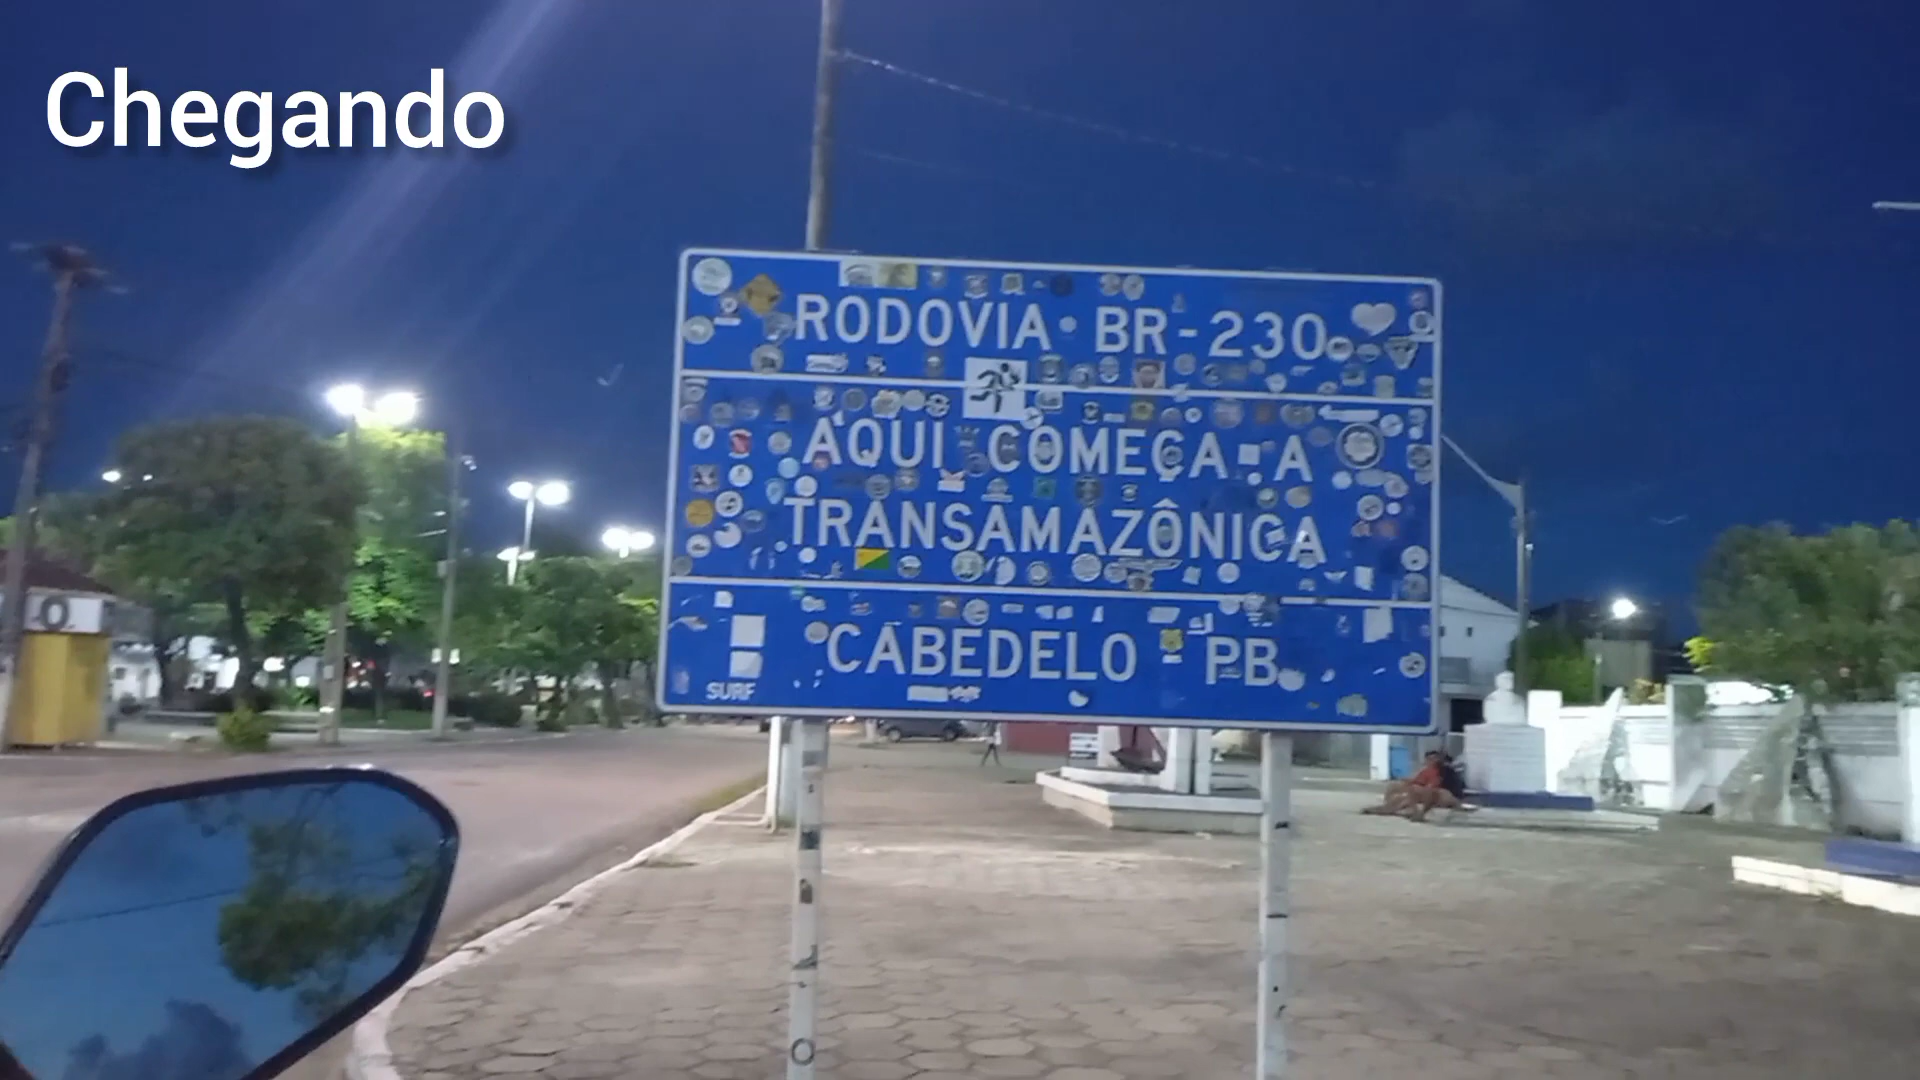 Chegando
RODOVIA BR-230
AQUI COMEÇA A
TRANSAMAZÔNICA
CABEDELO PB
SURF